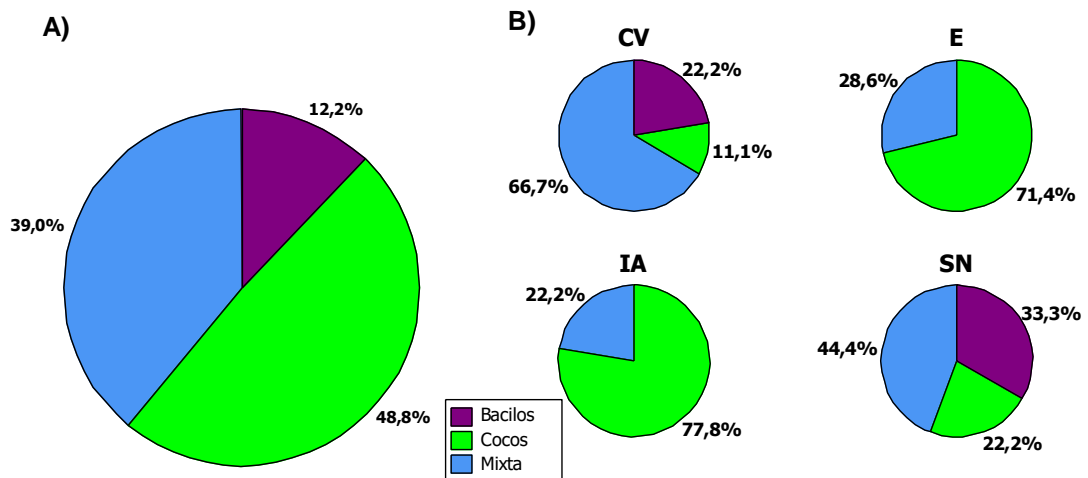 A)
12,2%
39,0%
48,8%
B)
CV
22,2%
11,1%
66,7%
E
28,6%
71,4%
IA
22,2%
77,8%
SN
33,3%
44,4%
22,2%
Bacilos
Cocos
Mixta